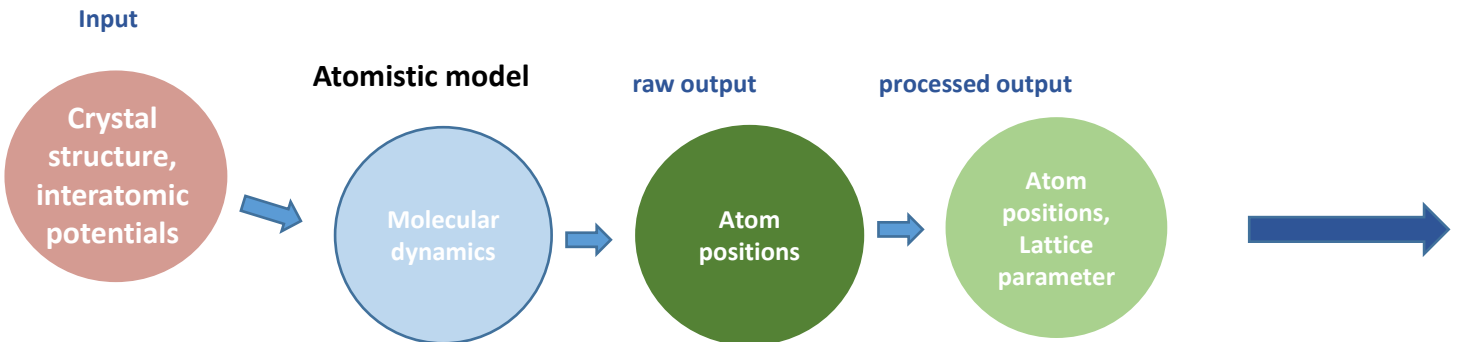 Input
Crystal
structure,
interatomic
potentials
Atomistic model
Molecular
dynamics
raw output
Atom
positions
processed output
Atom
positions,
Lattice
parameter